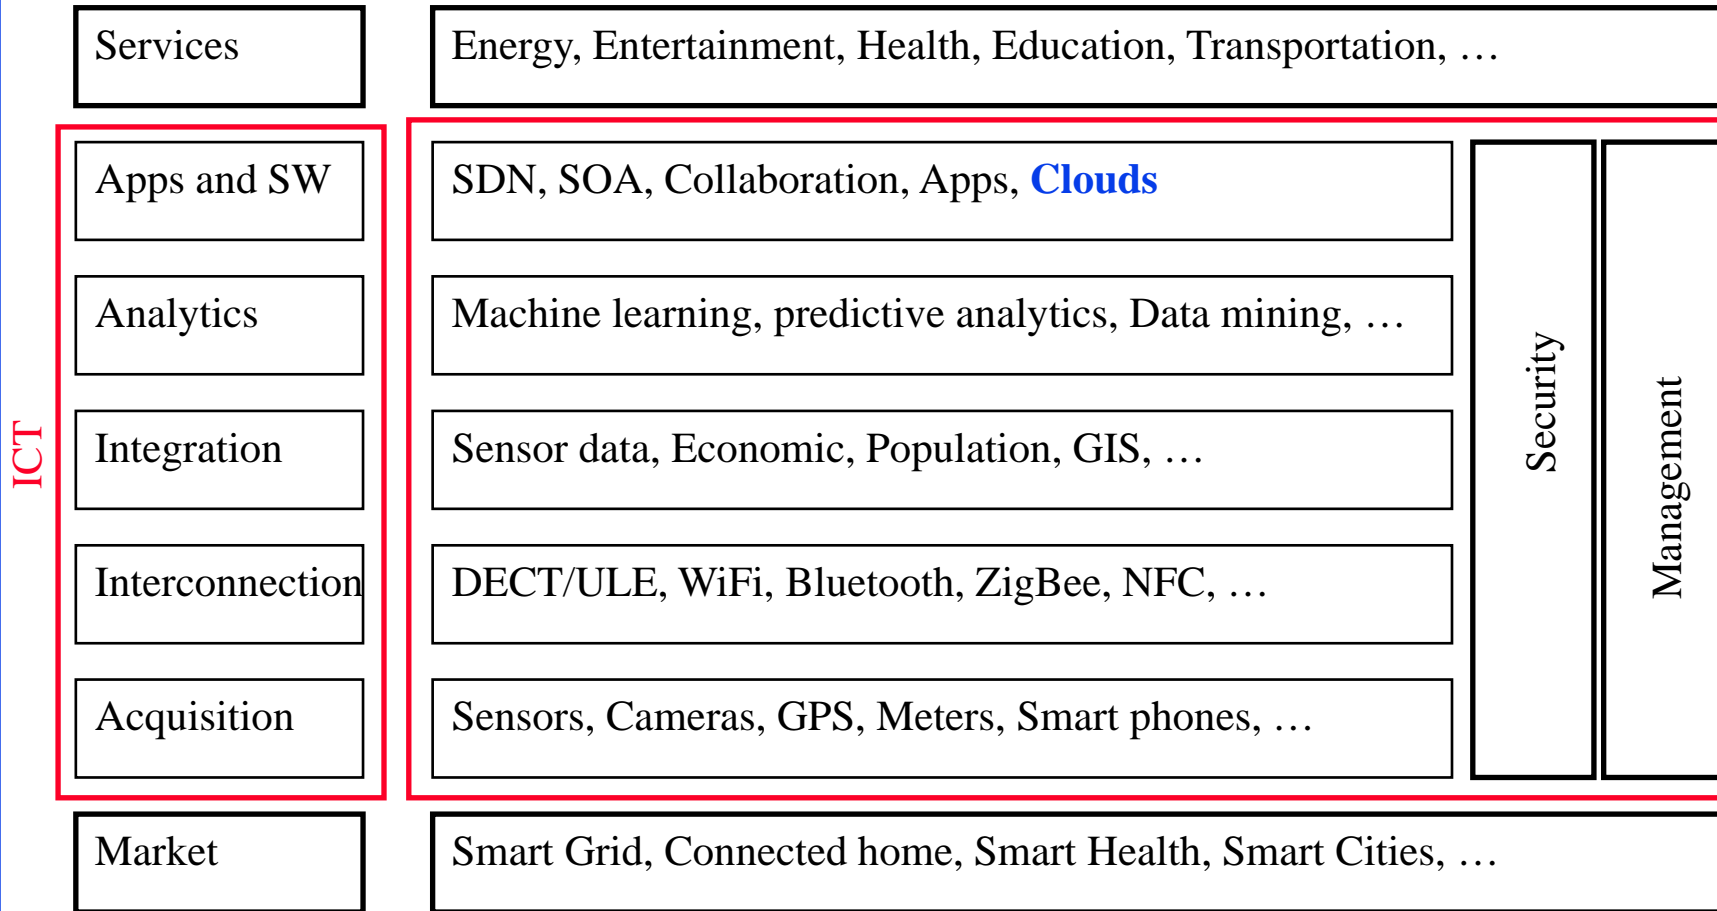 Services
Energy, Entertainment, Health, Education, Transportation, …
Apps and SW
SDN, SOA, Collaboration, Apps, Clouds
Analytics
Machine learning, predictive analytics, Data mining, …
Integration
Sensor data, Economic, Population, GIS, …
Interconnection
DECT/ULE, WiFi, Bluetooth, ZigBee, NFC, …
Acquisition
Sensors, Cameras, GPS, Meters, Smart phones, …
ICT
Security
Management
Market
Smart Grid, Connected home, Smart Health, Smart Cities, …